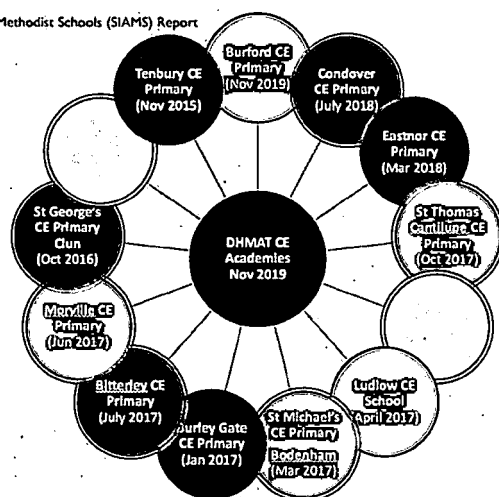 Methodist Schools (SIAMS) Report
Burford CE
Primary
(Nov 2019)
Condover
CE Primary
(July 2018)
Eastnor CE
Primary
(Mar 2018)
St Thomas
Cantilupe CE
Primary
(Oct 2017)
Ludlow CE
School
(April 2017)
St Michael's
CE Primary
Bodenham
(Mar 2017)
Burley Gate
CE Primary
(Jan 2017)
Bitterley CE
Primary
(July 2017)
Morville CE
Primary
(Jun 2017)
St George's
CE Primary
Clun
(Oct 2016)
Tenbury CE
Primary
(Nov 2015)
DHMAT CE
Academies
Nov 2019